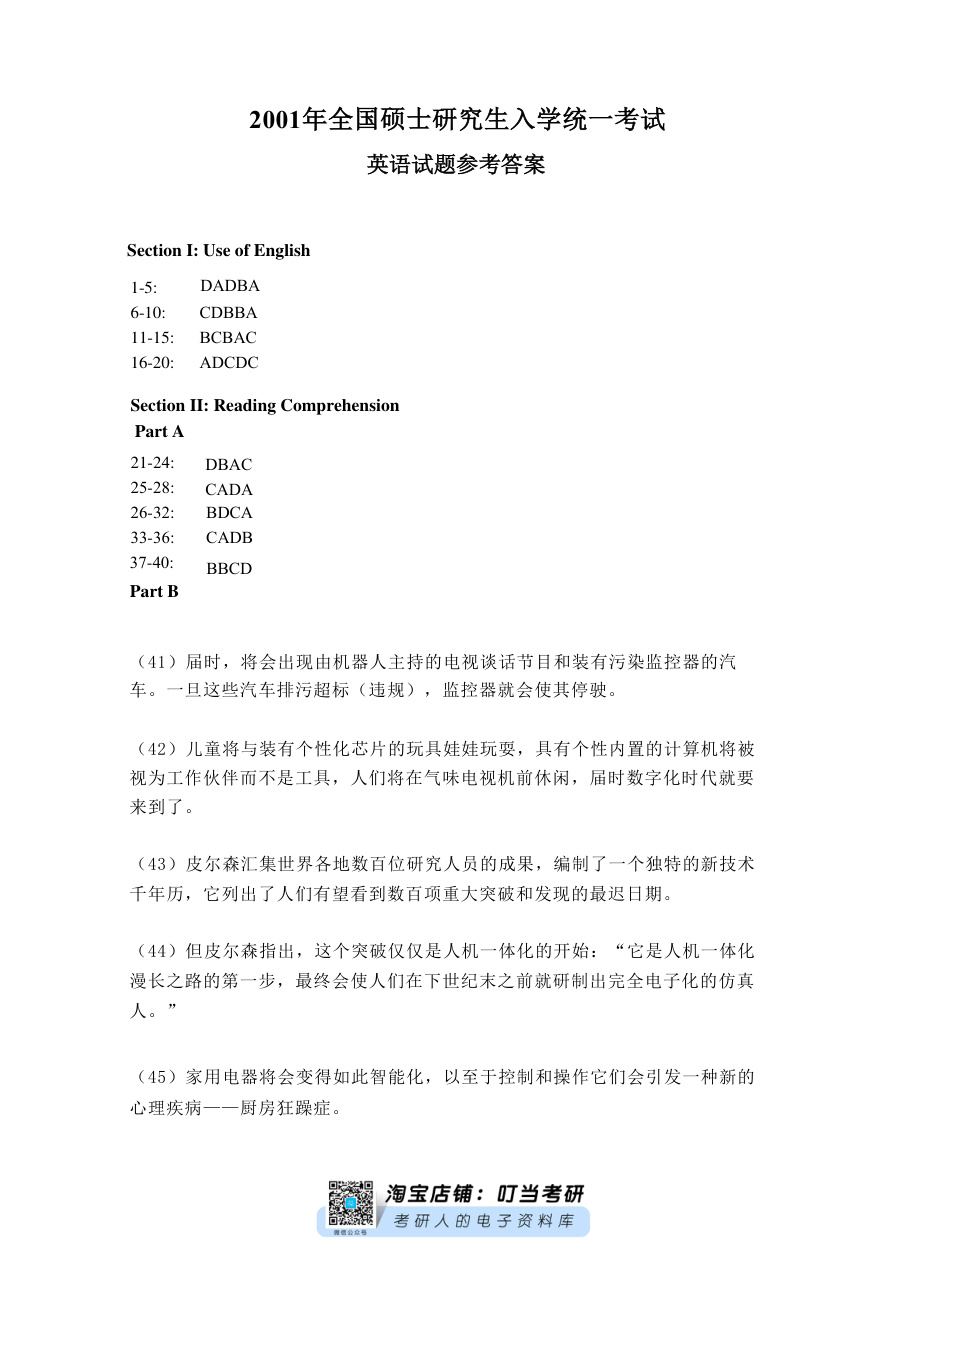 2001年全国硕士研究生入学统一考试
英语试题参考答案
Section I: Use of English
1-5: DADBA
6-10: CDBBA
11-15: BCBAC
16-20: ADCDC
Section II: Reading Comprehension
Part A
21-24: DBAC
25-28: CADA
26-32: BDCA
33-36: CADB
37-40: BBCD
Part B
（41）届时，将会出现由机器人主持的电视谈话节目和装有污染监控器的汽
车。一旦这些汽车排污超标（违规），监控器就会使其停驶。
（42）儿童将与装有个性化芯片的玩具娃娃玩耍，具有个性内置的计算机将被
视为工作伙伴而不是工具，人们将在气味电视机前休闲，届时数字化时代就要
来到了。
（43）皮尔森汇集世界各地数百位研究人员的成果，编制了一个独特的新技术
千年历，它列出了人们有望看到数百项重大突破和发现的最迟日期。
（44）但皮尔森指出，这个突破仅仅是人机一体化的开始：“它是人机一体化
漫长之路的第一步，最终会使人们在下世纪末之前就研制出完全电子化的仿真
人。”
（45）家用电器将会变得如此智能化，以至于控制和操作它们会引发一种新的
心理疾病——厨房狂躁症。
淘宝店铺：叮当考研
考研人的电子资料库
微信公众号